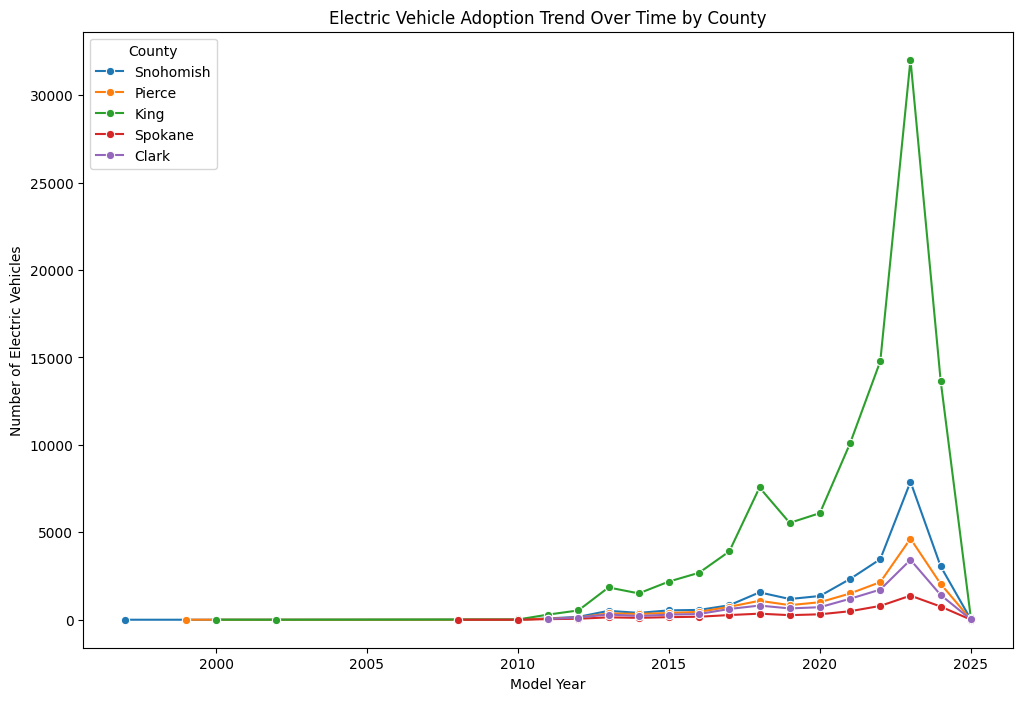 Electric Vehicle Adoption Trend Over Time by County
County
Snohomish
Pierce
King
Spokane
Clark
Number of Electric Vehicles
30000
25000
20000
15000
10000
5000
0
2000 2005 2010 2015 2020 2025
Model Year